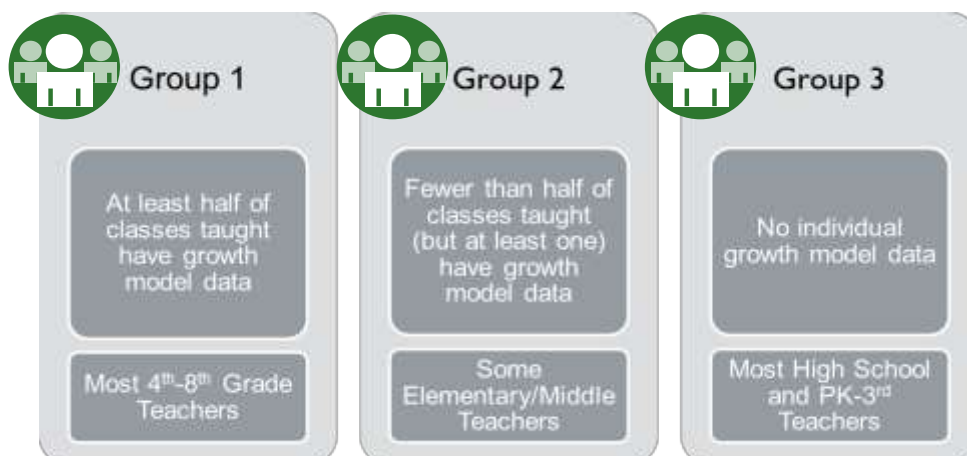 Group 1
At least half of
classes taught
have growth
model data
Most 4th-8th Grade
Teachers
Group 2
Fewer than half of
classes taught
(but at least one)
have growth
model data
Some
Elementary/Middle
Teachers
Group 3
No individual
growth model data
Most High School
and PK-3rd
Teachers